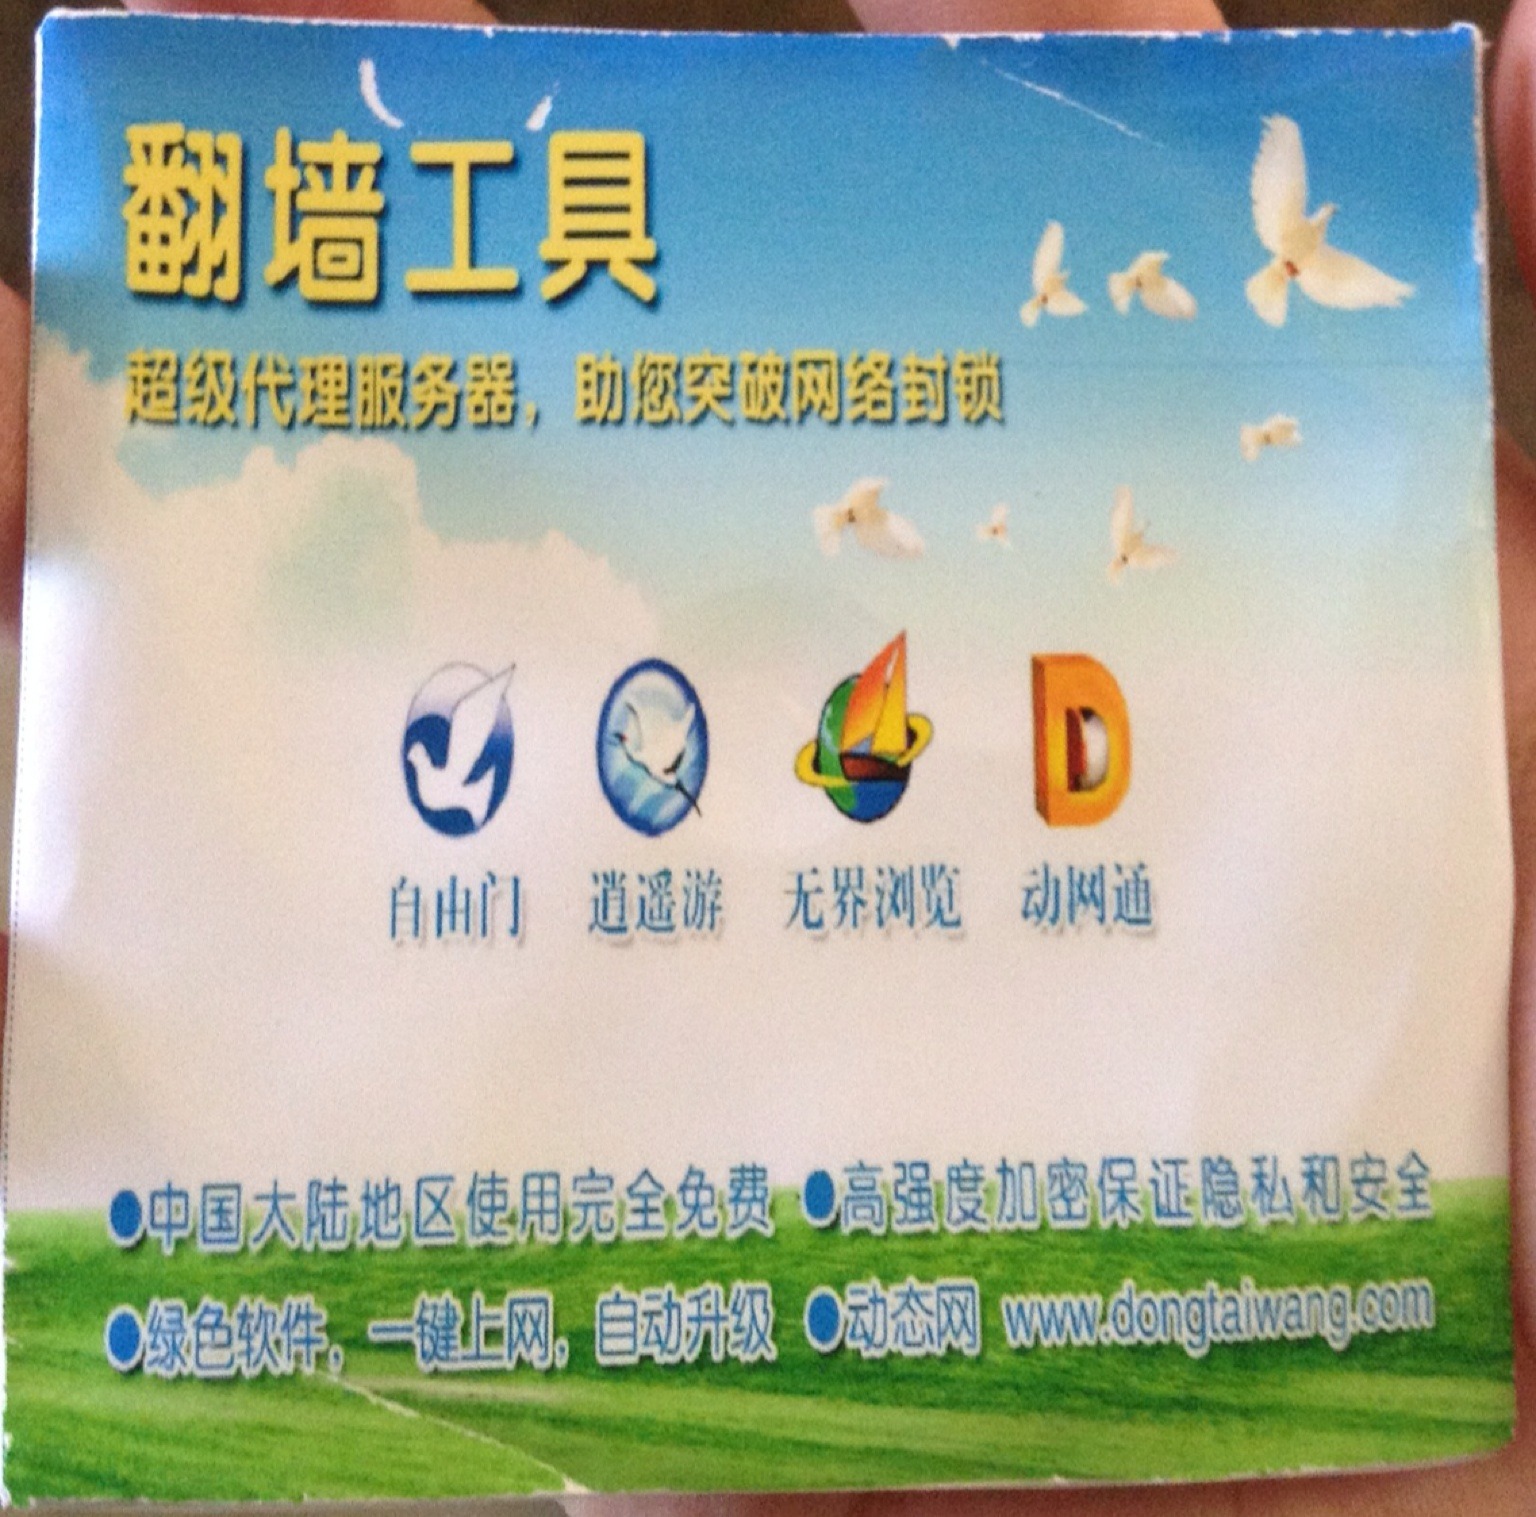 翻墙工具
超级代理服务器，助您突破网络封锁
自由门 逍遥游 无界浏览 动网通
●中国大陆地区使用完全免费 ●高强度加密保证隐私和安全
●绿色软件，一键上网，自动升级 ●动态网 www.dongtaiwang.com